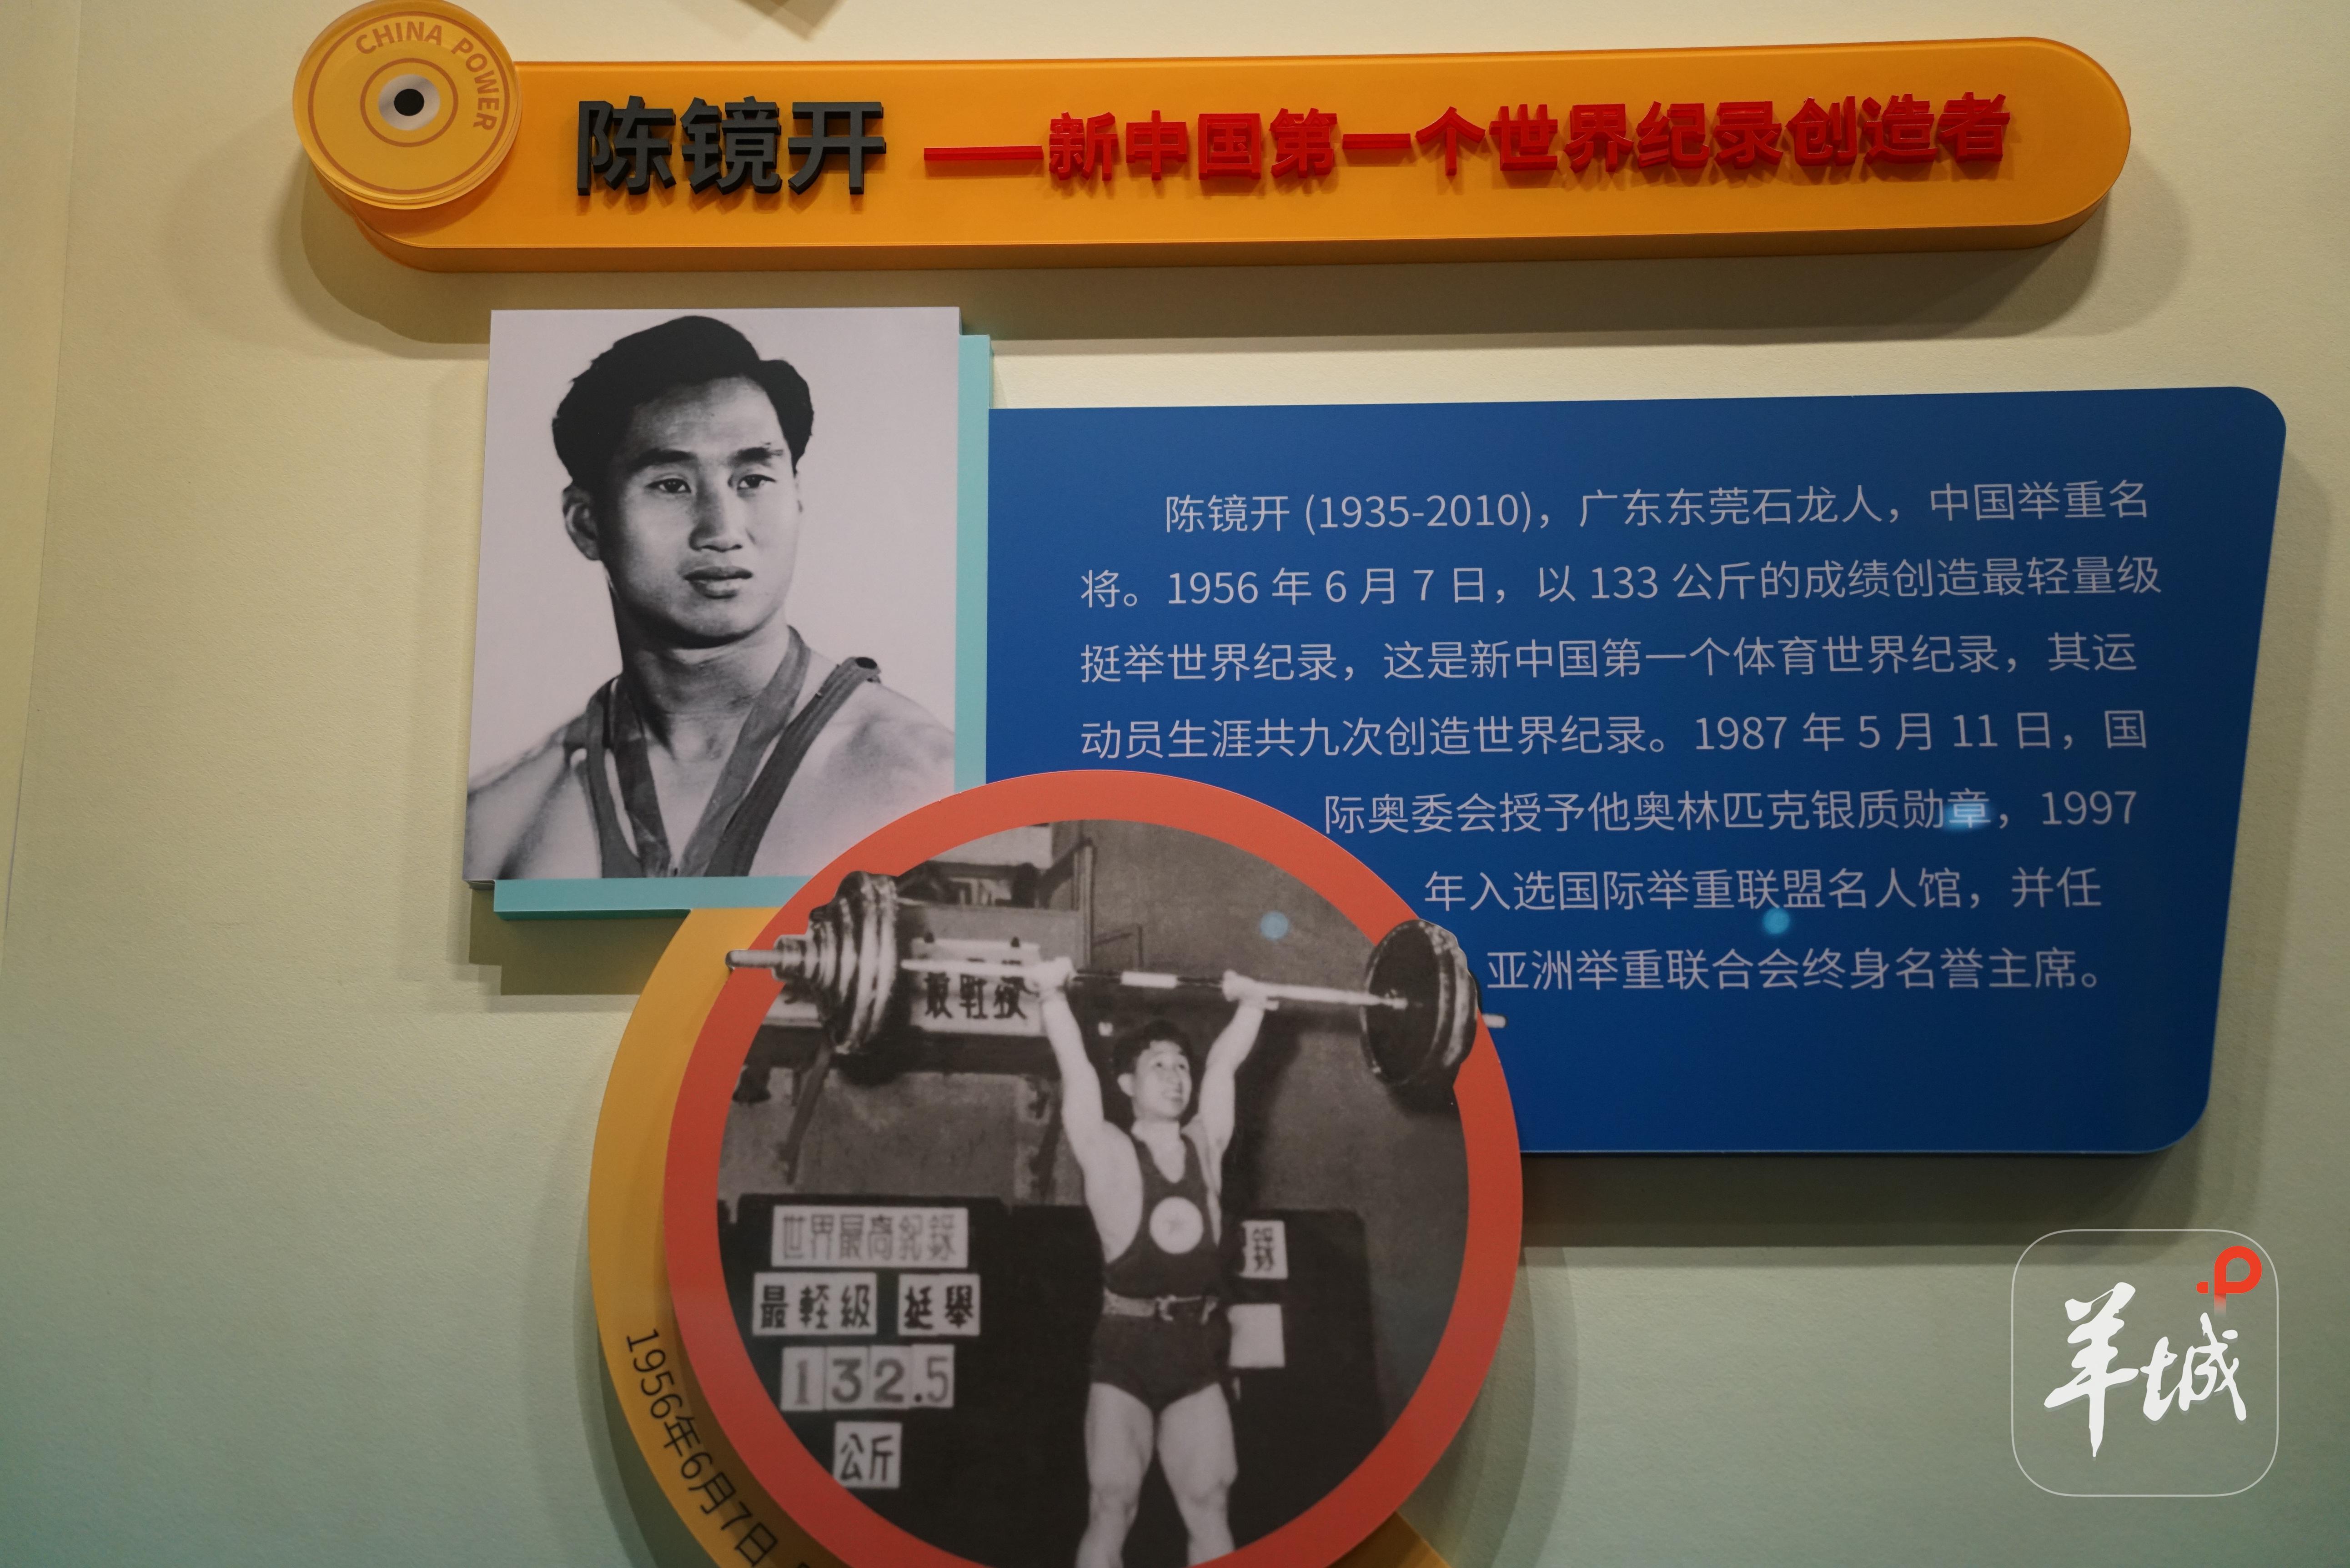 CHINA POWER
陈镜开 ——新中国第一个世界纪录创造者
陈镜开 (1935-2010)，广东东莞石龙人，中国举重名
将。1956 年 6 月 7 日，以 133 公斤的成绩创造最轻量级
挺举世界纪录，这是新中国第一个体育世界纪录，其运
动员生涯共九次创造世界纪录。1987 年 5 月 11 日，国
际奥委会授予他奥林匹克银质勋章，1997
年入选国际举重联盟名人馆，并任
亚洲举重联合会终身名誉主席。
世界最高紀錄
最輕級 挺舉
132.5
公斤
錄
1956年6月7日
羊城